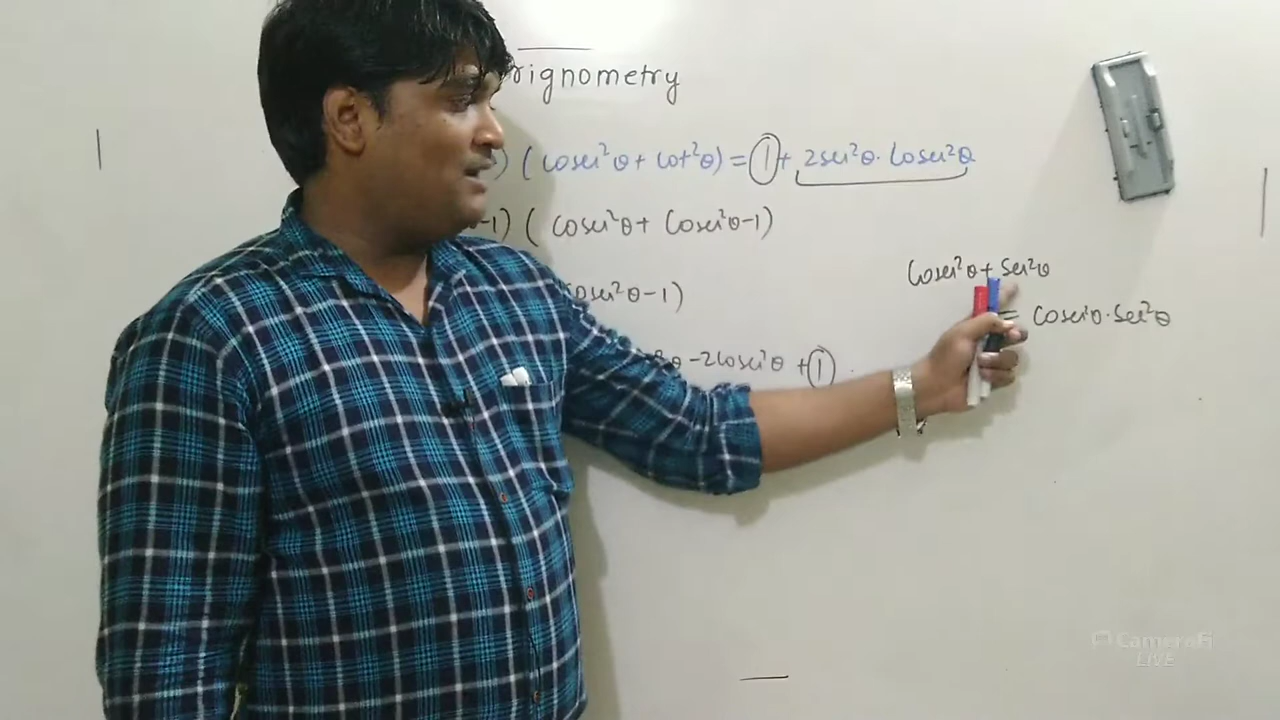 rignometry
) (cosec²θ + cot²θ) = 1 + 2sec²θ · Cosec²θ
-1) ( cosec²θ + Cosec²θ-1)
Cosec²θ + Sec²θ
cosec²θ-1)
= cosec²θ·Sec²θ
²θ -2Cosec²θ +1
CameraFi
LIVE